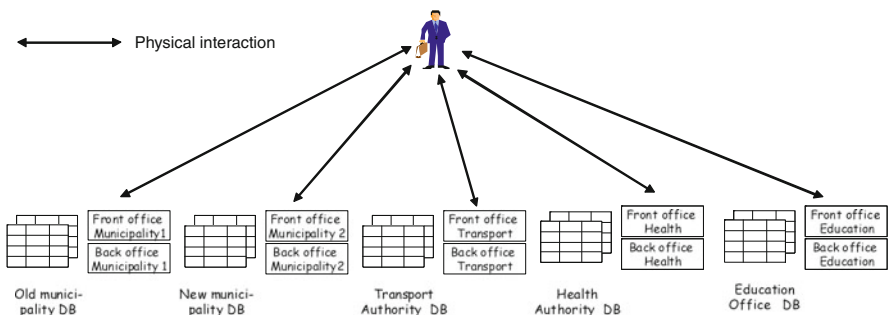 Physical interaction
Front office
Municipality1
Back office
Municipality 1
Old munici-
pality DB
Front office
Municipality 2
Back office
Municipality2
New munici-
pality DB
Front office
Transport
Back office
Transport
Transport
Authority DB
Front office
Health
Back office
Health
Health
Authority DB
Front office
Education
Back office
Education
Education
Office DB